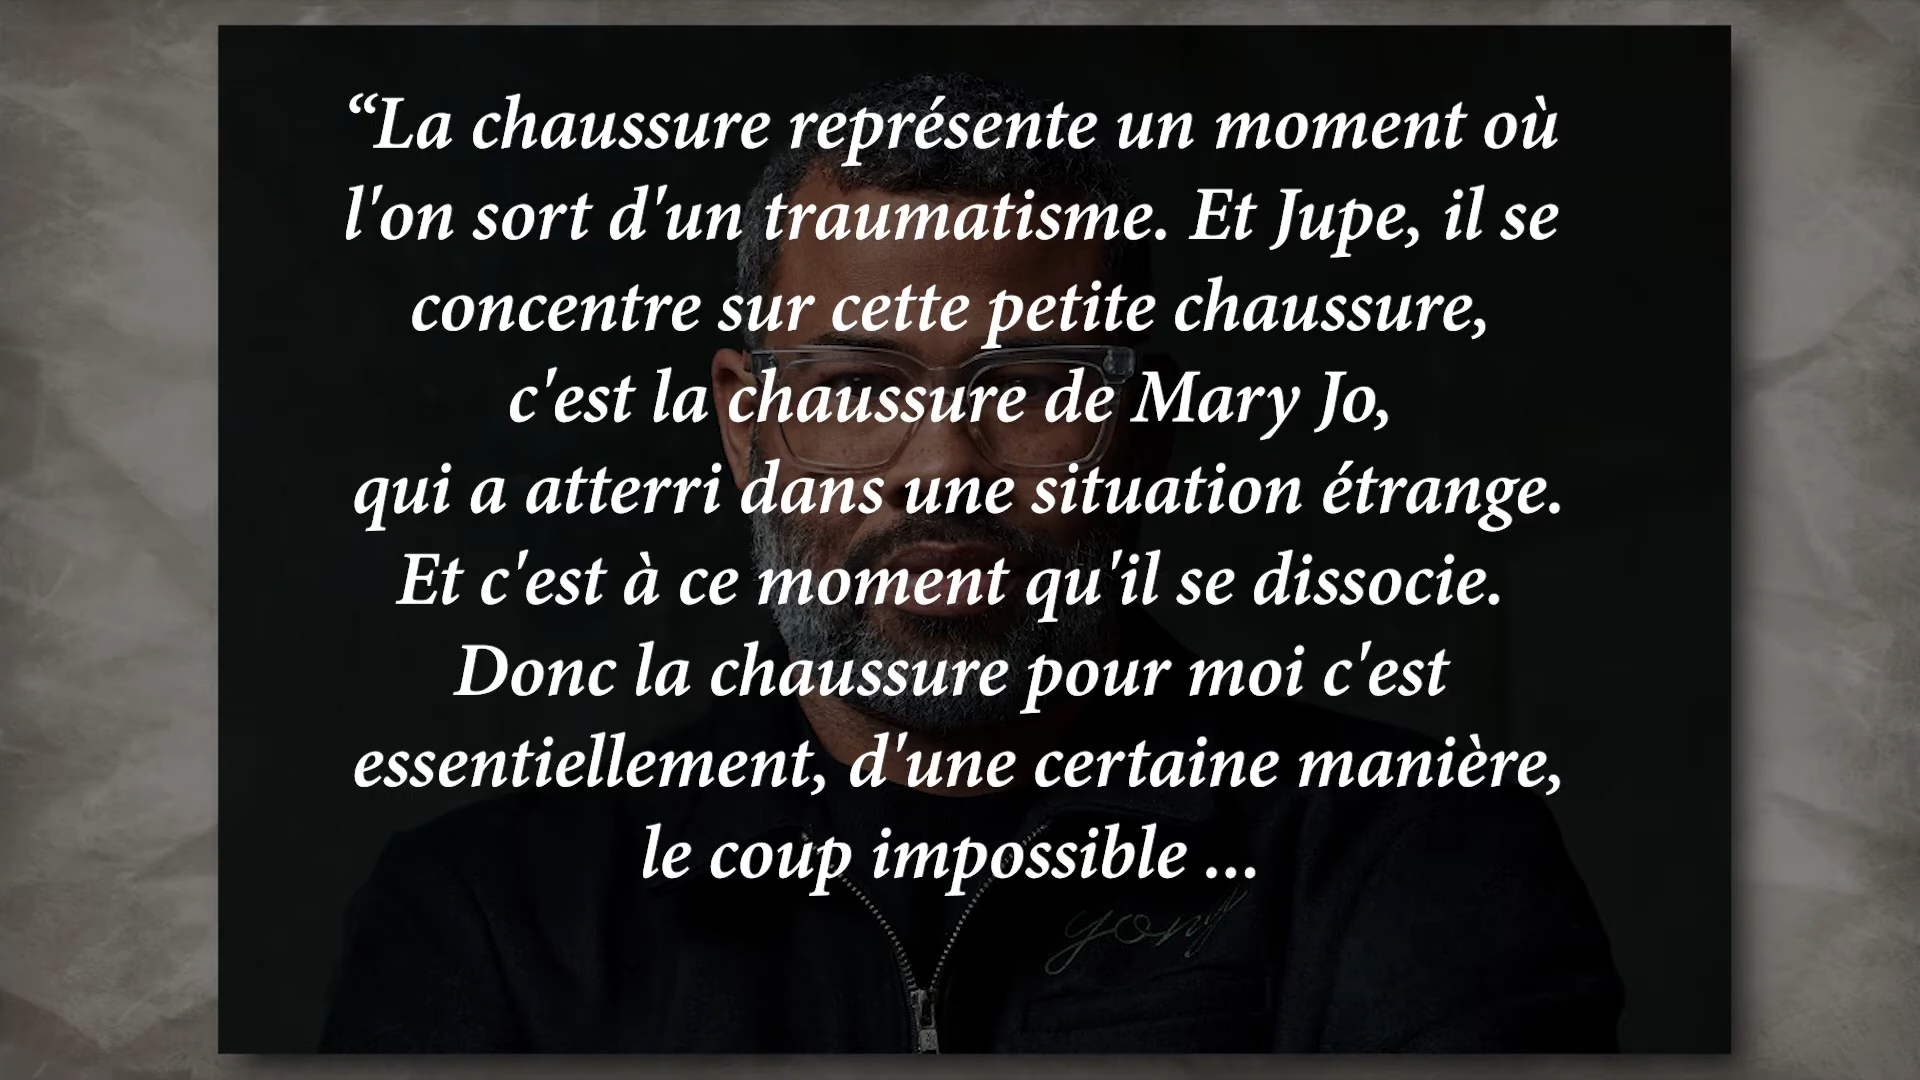 “La chaussure représente un moment où
l'on sort d'un traumatisme. Et Jupe, il se
concentre sur cette petite chaussure,
c'est la chaussure de Mary Jo,
qui a atterri dans une situation étrange.
Et c'est à ce moment qu'il se dissocie.
Donc la chaussure pour moi c'est
essentiellement, d'une certaine manière,
le coup impossible ...
yony